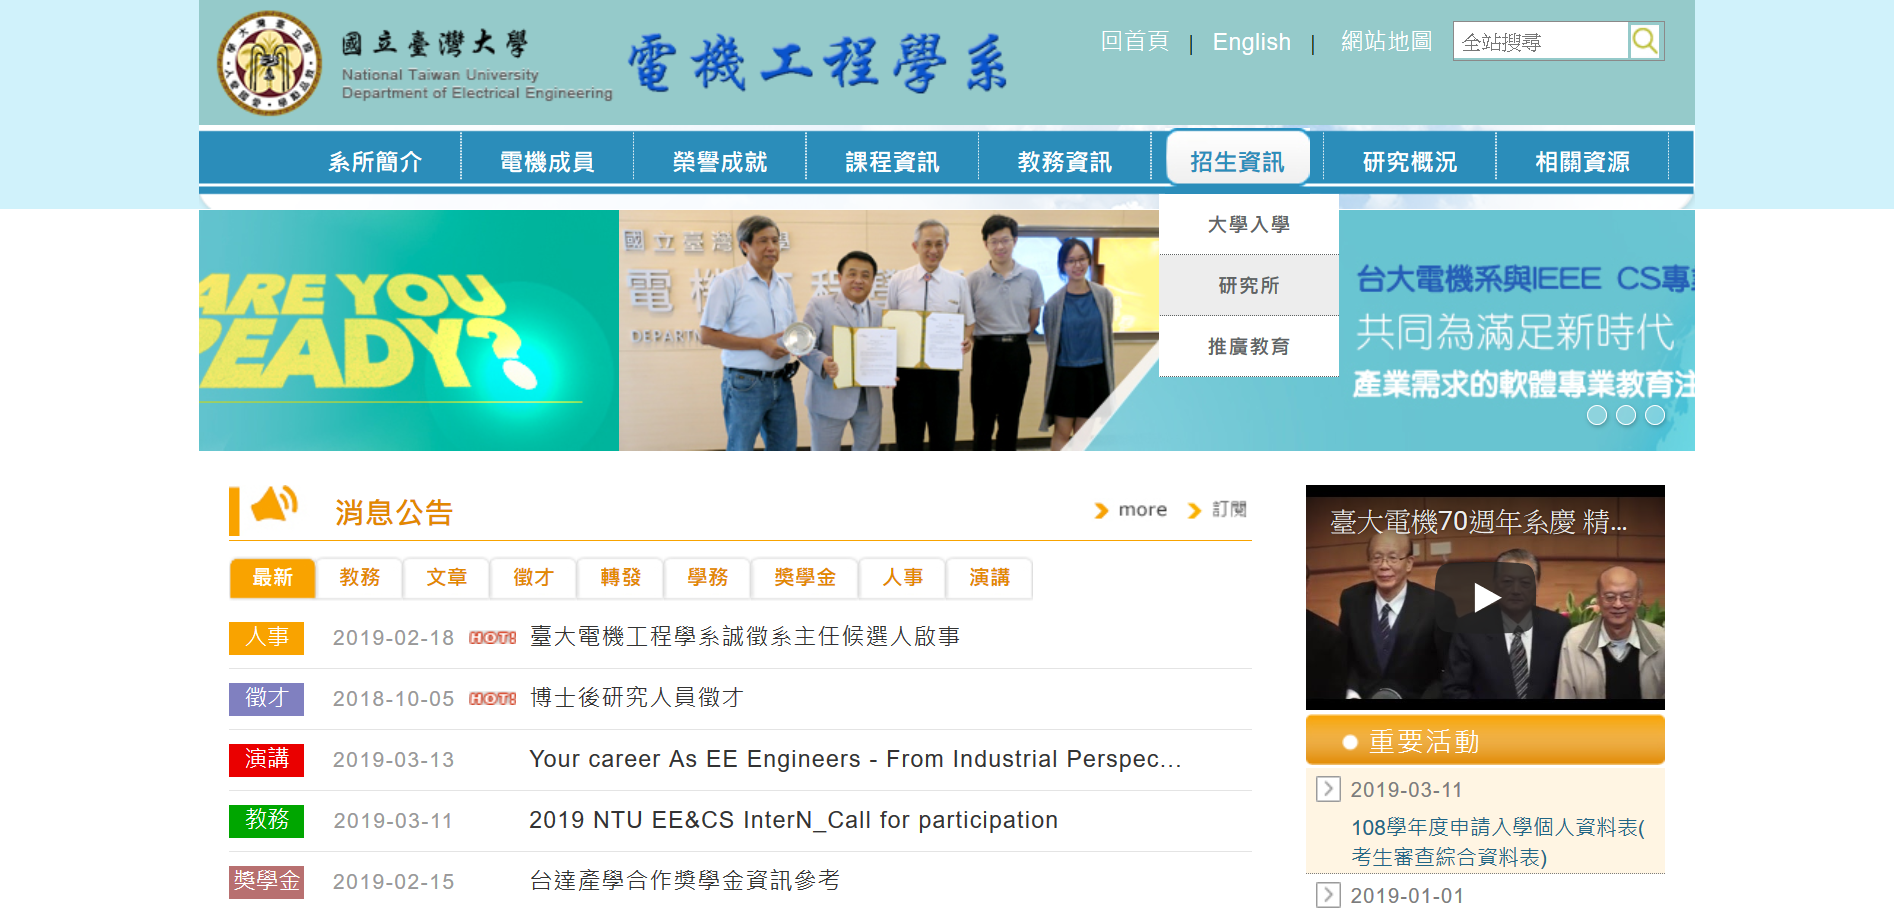 國立臺灣大學
National Taiwan University
Department of Electrical Engineering
電機工程學系
回首頁 | English | 網站地圖
全站搜尋
系所簡介
電機成員
榮譽成就
課程資訊
教務資訊
招生資訊
研究概況
相關資源
大學入學
研究所
推廣教育
ARE YOU
READY?
國立臺灣 學
電機 程學
DEPARTN
台大電機系與IEEE CS專
共同為滿足新時代
產業需求的軟體專業教育注
消息公告
more
訂閱
最新
教務
文章
徵才
轉發
學務
獎學金
人事
演講
人事 2019-02-18 HOT! 臺大電機工程學系誠徵系主任候選人啟事
徵才 2018-10-05 HOT! 博士後研究人員徵才
演講 2019-03-13 Your career As EE Engineers - From Industrial Perspec...
教務 2019-03-11 2019 NTU EE&CS InterN_Call for participation
獎學金 2019-02-15 台達產學合作獎學金資訊參考
臺大電機70週年系慶 精...
重要活動
2019-03-11
108學年度申請入學個人資料表(
考生審查綜合資料表)
2019-01-01